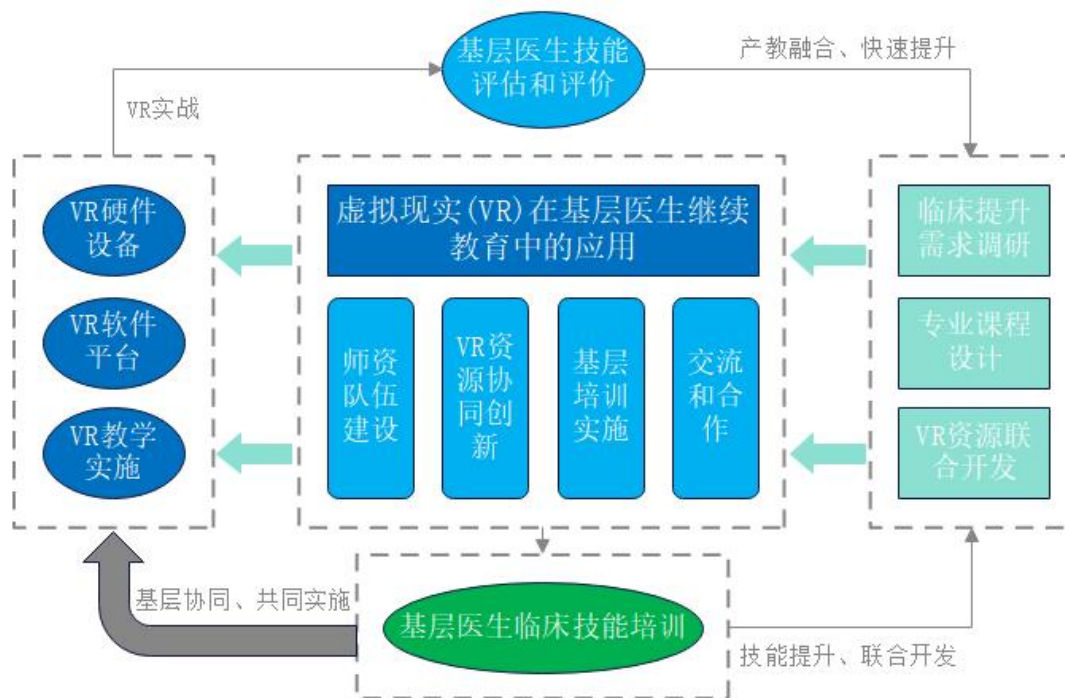 基层医生技能
评估和评价
产教融合、快速提升
VR实战
VR硬件
设备
VR软件
平台
VR教学
实施
虚拟现实(VR)在基层医生继续
教育中的应用
师资
队伍
建设
VR资
源协
同创
新
基层
培训
实施
交流
和合
作
临床提升
需求调研
专业课程
设计
VR资源联
合开发
基层协同、共同实施
基层医生临床技能培训
技能提升、联合开发